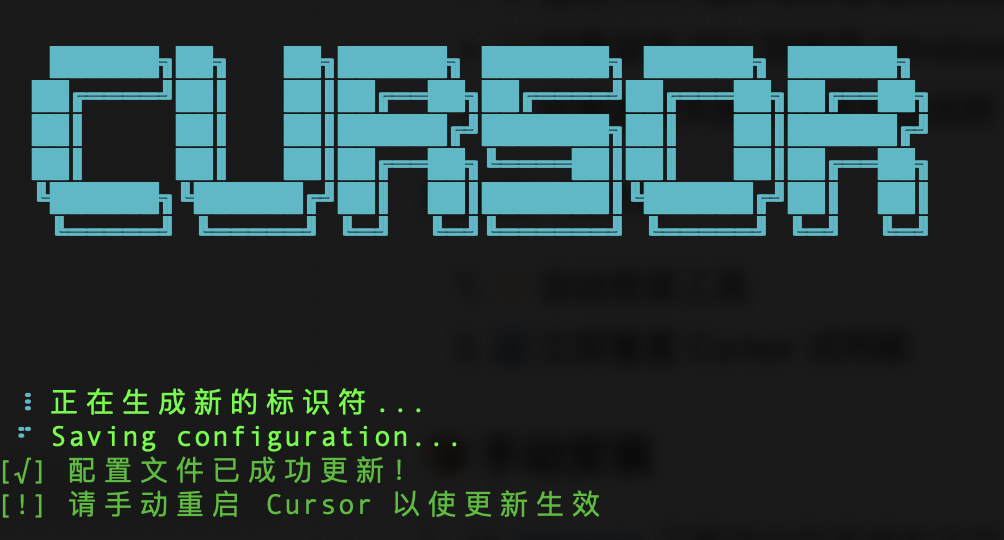 CURSOR
正在生成新的标识符...
Saving configuration...
[√] 配置文件已成功更新!
[!] 请手动重启 Cursor 以使更新生效